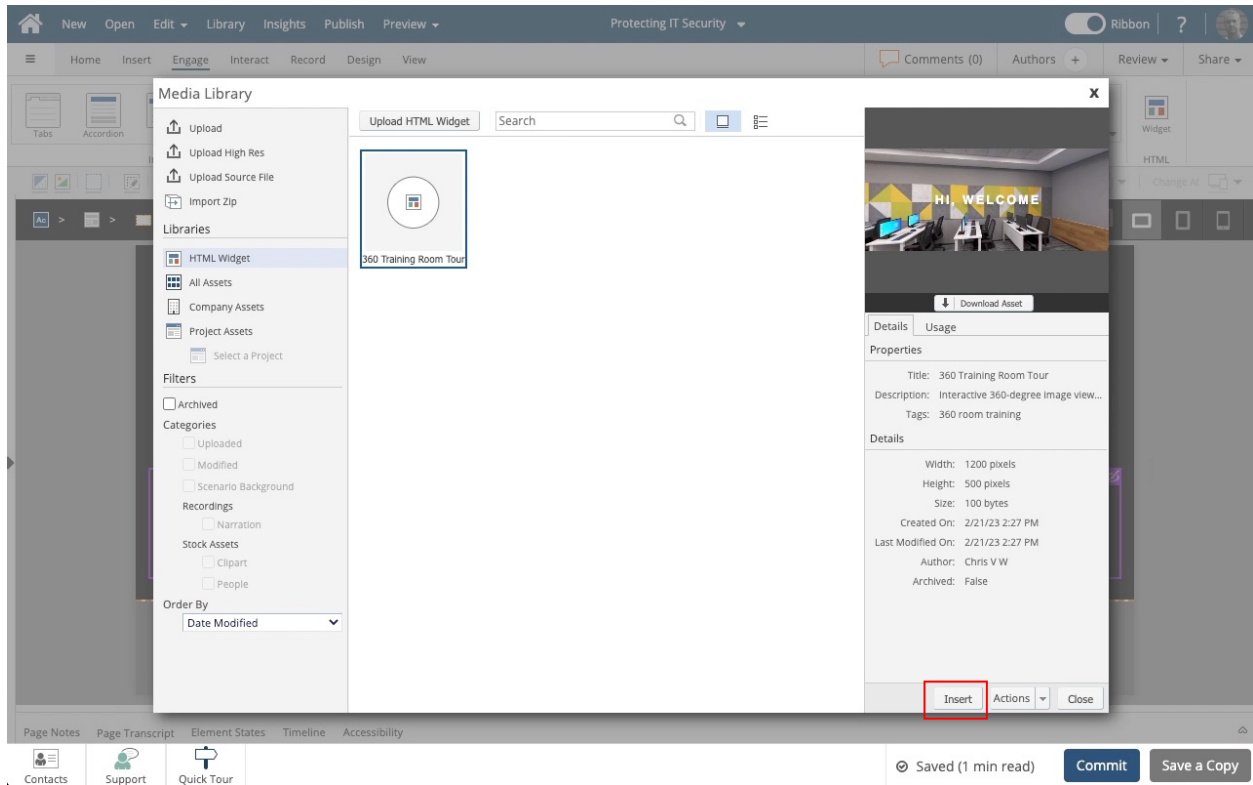 New Open Edit Library Insights Publish Preview Protecting IT Security Ribbon ?
Home Insert Engage Interact Record Design View Comments (0) Authors + Review Share
Tabs Accordion
Widget
HTML
Ac > >
Media Library X
Upload
Upload High Res
Upload Source File
Import Zip
Libraries
HTML Widget
All Assets
Company Assets
Project Assets
Select a Project
Filters
Archived
Categories
Uploaded
Modified
Scenario Background
Recordings
Narration
Stock Assets
Clipart
People
Order By
Date Modified
Upload HTML Widget Search
360 Training Room Tour
HI, WELCOME
Download Asset
Details Usage
Properties
Title: 360 Training Room Tour
Description: Interactive 360-degree image view...
Tags: 360 room training
Details
Width: 1200 pixels
Height: 500 pixels
Size: 100 bytes
Created On: 2/21/23 2:27 PM
Last Modified On: 2/21/23 2:27 PM
Author: Chris V W
Archived: False
Insert Actions Close
Page Notes Page Transcript Element States Timeline Accessibility
Contacts Support Quick Tour Saved (1 min read) Commit Save a Copy